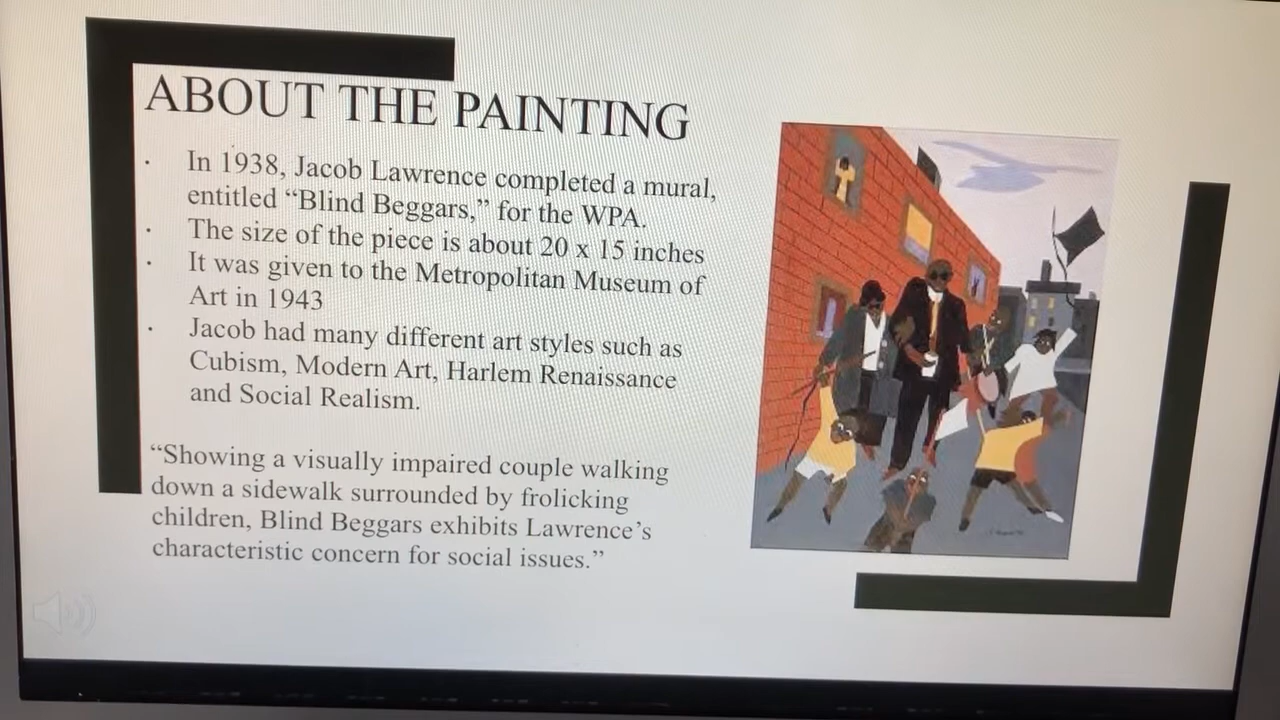 ABOUT THE PAINTING
· In 1938, Jacob Lawrence completed a mural,
entitled “Blind Beggars,” for the WPA.
· The size of the piece is about 20 x 15 inches
· It was given to the Metropolitan Museum of
Art in 1943
· Jacob had many different art styles such as
Cubism, Modern Art, Harlem Renaissance
and Social Realism.
“Showing a visually impaired couple walking
down a sidewalk surrounded by frolicking
children, Blind Beggars exhibits Lawrence’s
characteristic concern for social issues.”